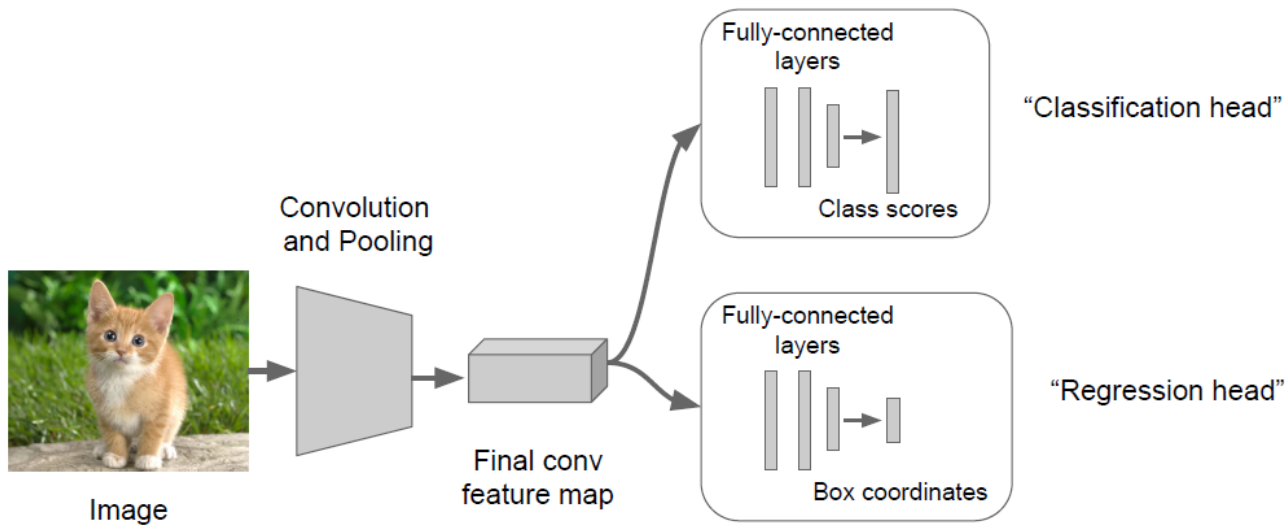 Image
Convolution
and Pooling
Final conv
feature map
Fully-connected
layers
Class scores
“Classification head”
Fully-connected
layers
Box coordinates
“Regression head”